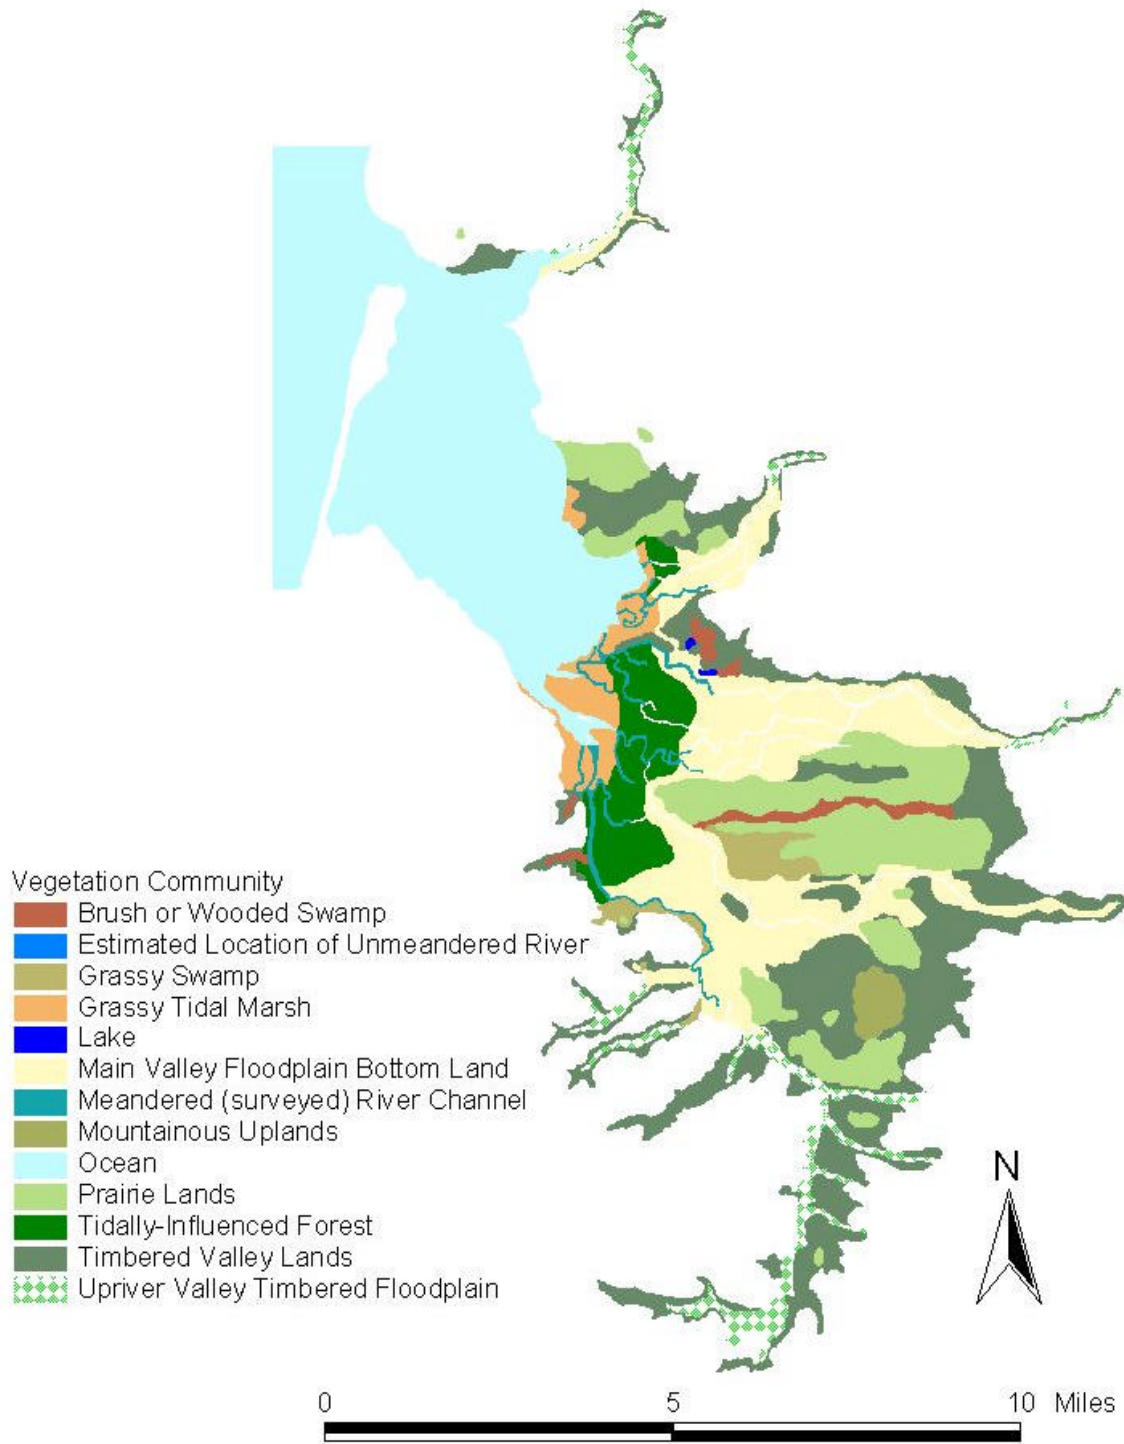 Vegetation Community
Brush or Wooded Swamp
Estimated Location of Unmeandered River
Grassy Swamp
Grassy Tidal Marsh
Lake
Main Valley Floodplain Bottom Land
Meandered (surveyed) River Channel
Mountainous Uplands
Ocean
Prairie Lands
Tidally-Influenced Forest
Timbered Valley Lands
Upriver Valley Timbered Floodplain
N
0 5 10 Miles